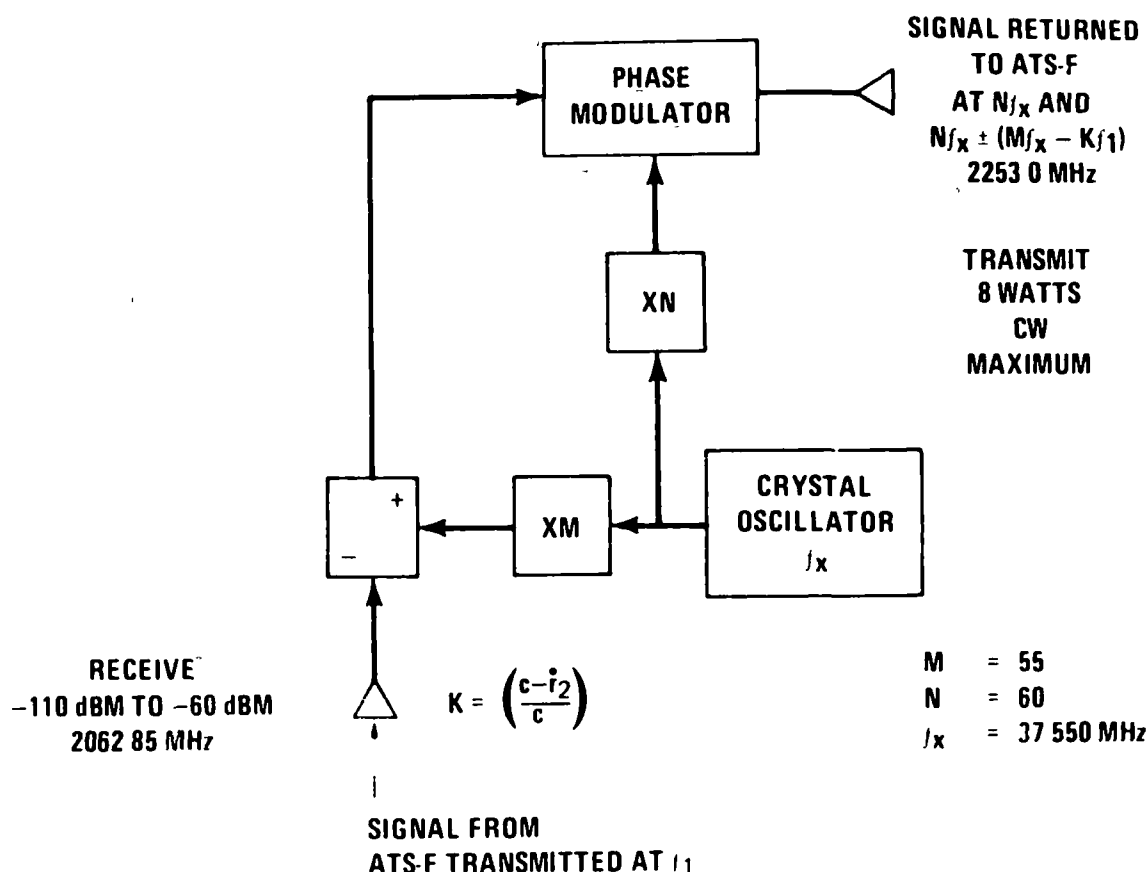 SIGNAL RETURNED
TO ATS-F
AT Nfx AND
Nfx ± (Mfx – Kf1)
2253 0 MHz
PHASE
MODULATOR
TRANSMIT
8 WATTS
CW
MAXIMUM
XN
CRYSTAL
OSCILLATOR
fx
XM
+
–
RECEIVE
–110 dBM TO –60 dBM
2062 85 MHz
K = (c–ṙ2/c)
M = 55
N = 60
fx = 37 550 MHz
SIGNAL FROM
ATS-F TRANSMITTED AT f1